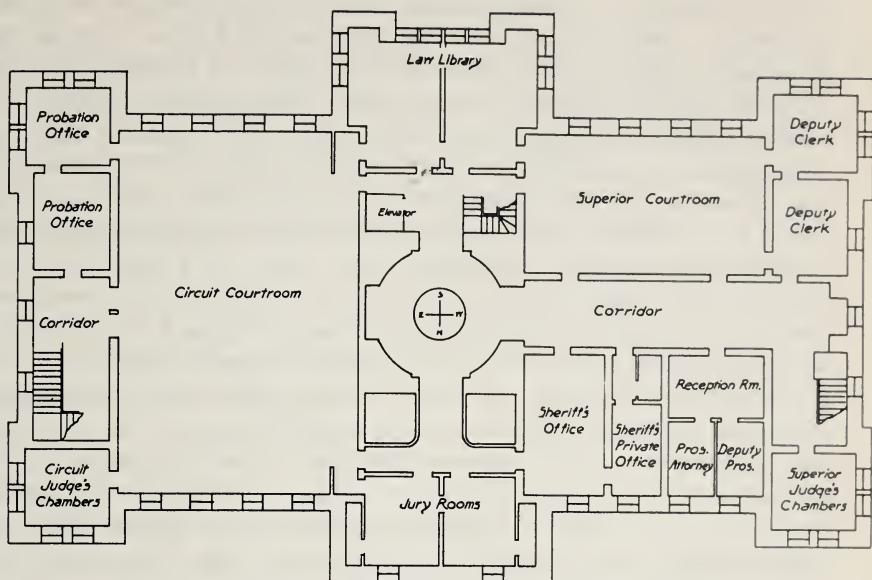 Law Library
Probation
Office
Deputy
Clerk
Probation
Office
Elevator
Superior Courtroom
Deputy
Clerk
Circuit Courtroom
S
E W
N
Corridor
Corridor
Reception Rm.
Sheriff's
Office
Sheriff's
Private
Office
Pros.
Attorney
Deputy
Pros.
Circuit
Judge's
Chambers
Jury Rooms
Superior
Judge's
Chambers